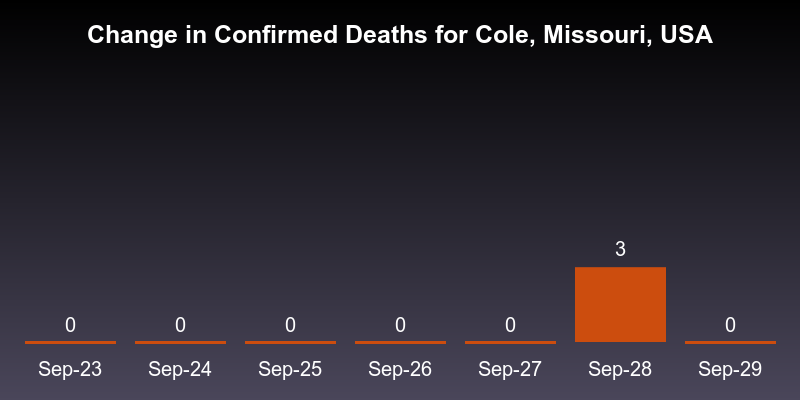 Change in Confirmed Deaths for Cole, Missouri, USA
3
0 0 0 0 0 0
Sep-23 Sep-24 Sep-25 Sep-26 Sep-27 Sep-28 Sep-29